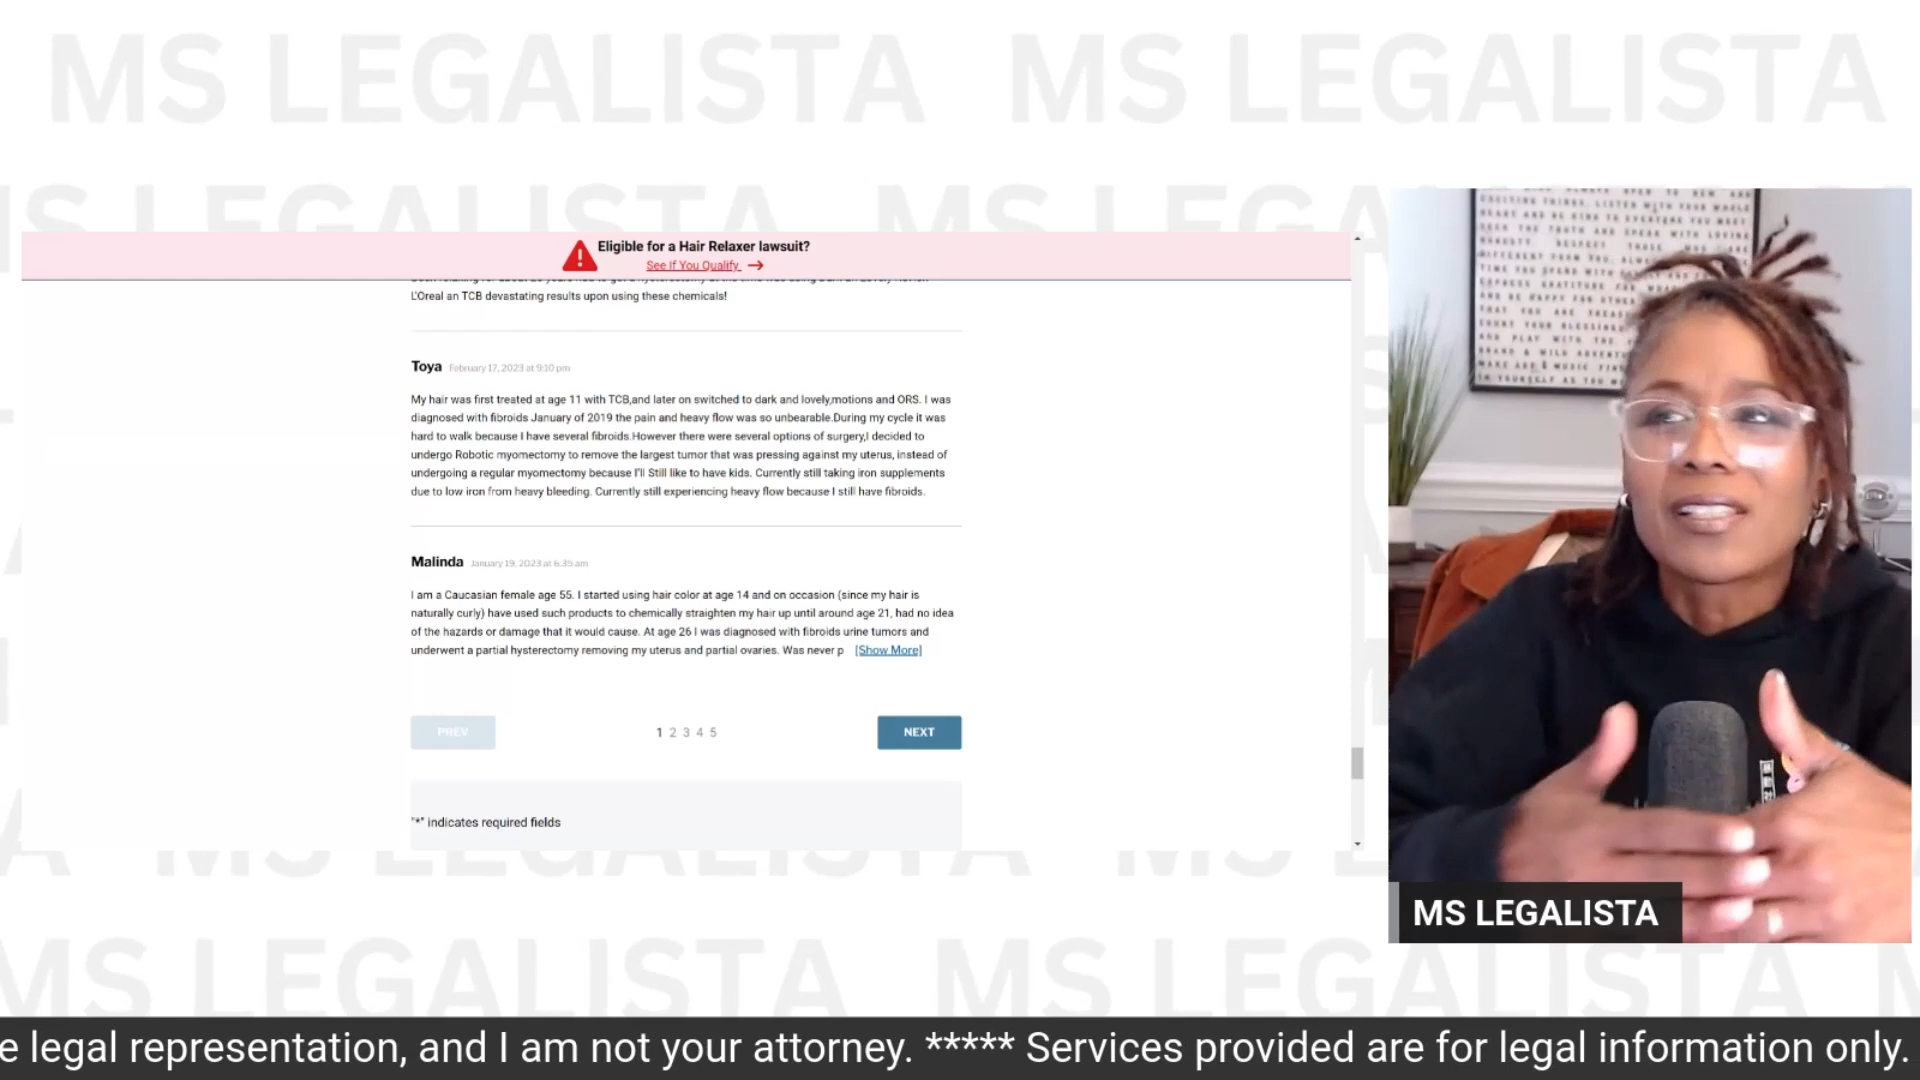 MS LEGALISTA MS LEGALISTA
MS LEGALISTA MS LEGA
Eligible for a Hair Relaxer lawsuit?
See If You Qualify →
L'Oreal an TCB devastating results upon using these chemicals!
Toya February 17, 2023 at 9:10 pm
My hair was first treated at age 11 with TCB,and later on switched to dark and lovely,motions and ORS. I was
diagnosed with fibroids January of 2019 the pain and heavy flow was so unbearable.During my cycle it was
hard to walk because I have several fibroids.However there were several options of surgery,I decided to
undergo Robotic myomectomy to remove the largest tumor that was pressing against my uterus, instead of
undergoing a regular myomectomy because I'll Still like to have kids. Currently still taking iron supplements
due to low iron from heavy bleeding. Currently still experiencing heavy flow because I still have fibroids.
Malinda January 19, 2023 at 6:35 am
I am a Caucasian female age 55. I started using hair color at age 14 and on occasion (since my hair is
naturally curly) have used such products to chemically straighten my hair up until around age 21, had no idea
of the hazards or damage that it would cause. At age 26 I was diagnosed with fibroids urine tumors and
underwent a partial hysterectomy removing my uterus and partial ovaries. Was never p [Show More]
PREV 1 2 3 4 5 NEXT
"*" indicates required fields
MS LEGALISTA
MS LEGALISTA MS LEGALISTA
e legal representation, and I am not your attorney. ***** Services provided are for legal information only.